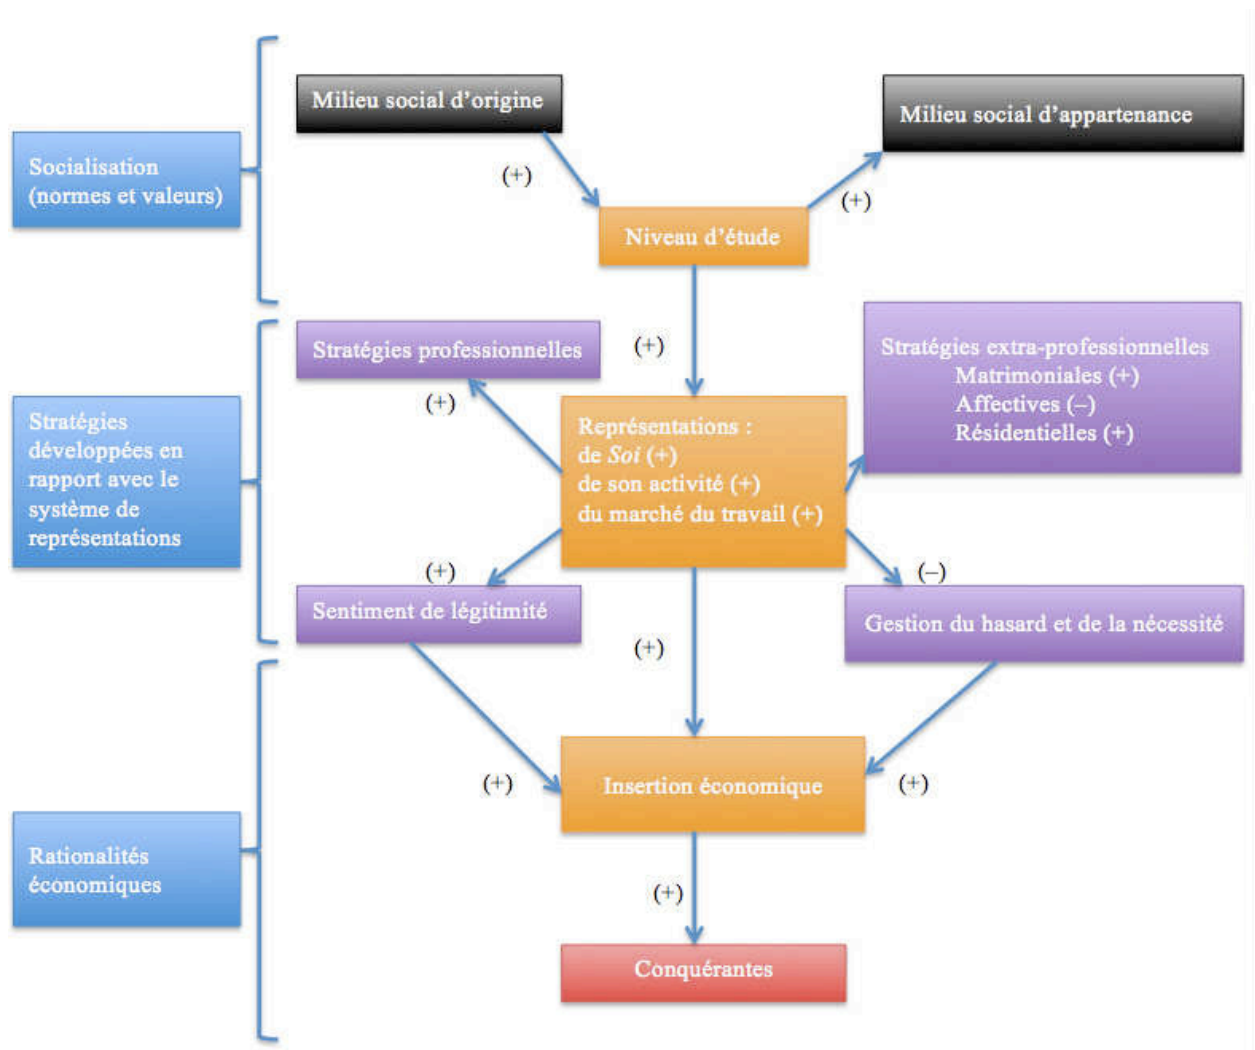 Milieu social d'origine
Milieu social d'appartenance
Socialisation
(normes et valeurs)
(+)
(+)
Niveau d'étude
Stratégies professionnelles
(+)
Stratégies extra-professionnelles
Matrimoniales (+)
Affectives (–)
Résidentielles (+)
(+)
Stratégies
développées en
rapport avec le
système de
représentations
Représentations :
de Soi (+)
de son activité (+)
du marché du travail (+)
(+)
(–)
Sentiment de légitimité
Gestion du hasard et de la nécessité
(+)
(+)
Insertion économique
(+)
Rationalités
économiques
(+)
Conquérantes